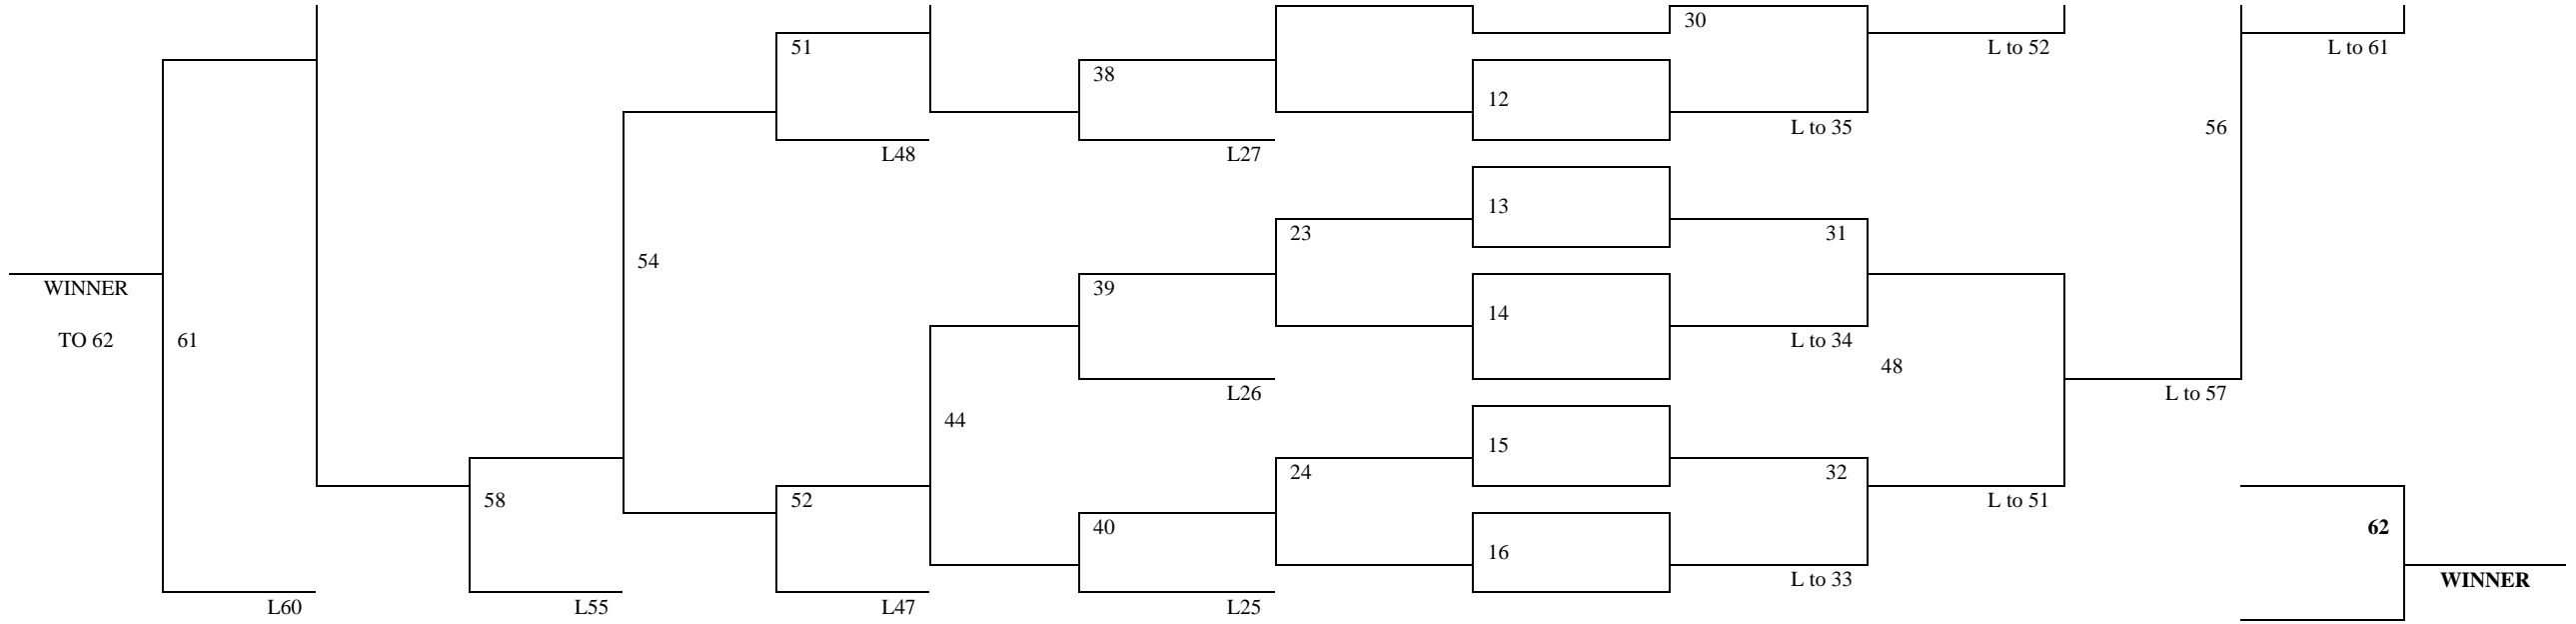 30
51
L to 52
L to 61
38
12
L to 35
56
L48
L27
13
23
31
54
WINNER
39
14
TO 62
61
L to 34
48
L26
L to 57
44
15
24
32
58
52
L to 51
40
62
16
L to 33
WINNER
L60
L55
L47
L25